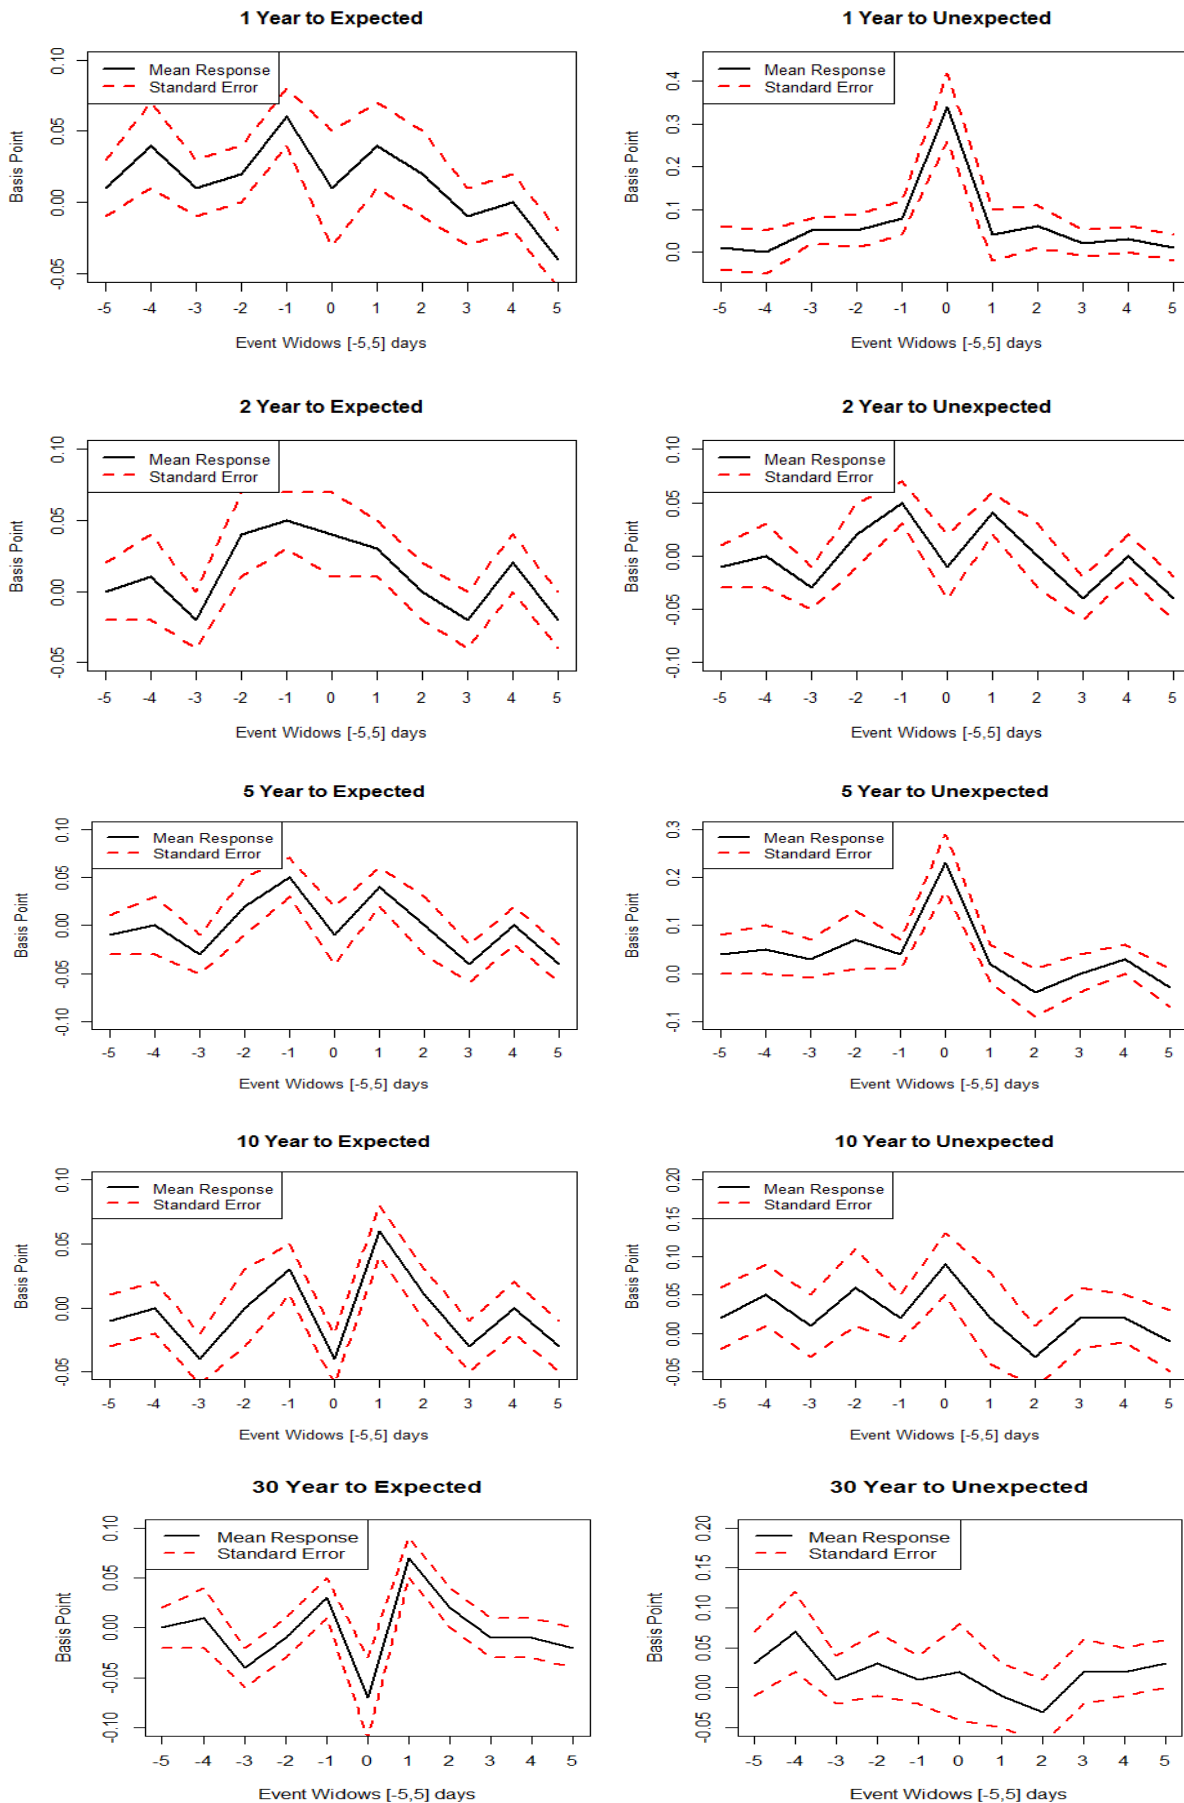 1 Year to Expected
Basis Point
0.10
0.05
0.00
-0.05
Mean Response
Standard Error
-5 -4 -3 -2 -1 0 1 2 3 4 5
Event Widows [-5,5] days
1 Year to Unexpected
Basis Point
0.4
0.3
0.1
0.0
Mean Response
Standard Error
-5 -4 -3 -2 -1 0 1 2 3 4 5
Event Widows [-5,5] days
2 Year to Expected
Basis Point
0.10
0.05
0.00
-0.05
Mean Response
Standard Error
-5 -4 -3 -2 -1 0 1 2 3 4 5
Event Widows [-5,5] days
2 Year to Unexpected
Basis Point
0.10
0.05
0.00
-0.05
-0.10
Mean Response
Standard Error
-5 -4 -3 -2 -1 0 1 2 3 4 5
Event Widows [-5,5] days
5 Year to Expected
Basis Point
0.10
0.05
0.00
-0.05
-0.10
Mean Response
Standard Error
-5 -4 -3 -2 -1 0 1 2 3 4 5
Event Widows [-5,5] days
5 Year to Unexpected
Basis Point
0.3
0.2
0.1
0.0
-0.1
Mean Response
Standard Error
-5 -4 -3 -2 -1 0 1 2 3 4 5
Event Widows [-5,5] days
10 Year to Expected
Basis Point
0.10
0.05
0.00
-0.05
Mean Response
Standard Error
-5 -4 -3 -2 -1 0 1 2 3 4 5
Event Widows [-5,5] days
10 Year to Unexpected
Basis Point
0.20
0.15
0.10
0.05
0.00
-0.05
Mean Response
Standard Error
-5 -4 -3 -2 -1 0 1 2 3 4 5
Event Widows [-5,5] days
30 Year to Expected
Basis Point
0.10
0.05
0.00
-0.05
-0.10
Mean Response
Standard Error
-5 -4 -3 -2 -1 0 1 2 3 4 5
Event Widows [-5,5] days
30 Year to Unexpected
Basis Point
0.20
0.15
0.10
0.05
0.00
-0.05
Mean Response
Standard Error
-5 -4 -3 -2 -1 0 1 2 3 4 5
Event Widows [-5,5] days